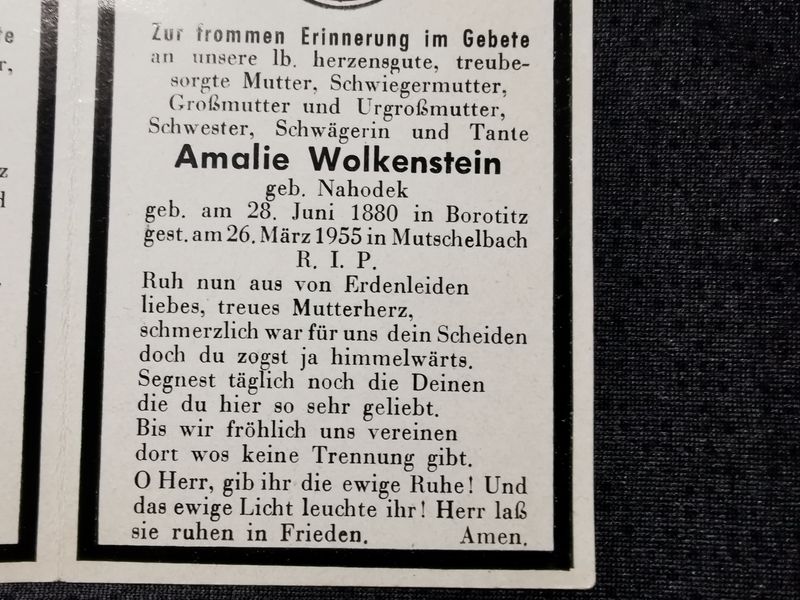 Zur frommen Erinnerung im Gebete
an unsere lb. herzensgute, treube-
sorgte Mutter, Schwiegermutter,
Großmutter und Urgroßmutter,
Schwester, Schwägerin und Tante
Amalie Wolkenstein
geb. Nahodek
geb. am 28. Juni 1880 in Borotitz
gest. am 26. März 1955 in Mutschelbach
R. I. P.
Ruh nun aus von Erdenleiden
liebes, treues Mutterherz,
schmerzlich war für uns dein Scheiden
doch du zogst ja himmelwärts.
Segnest täglich noch die Deinen
die du hier so sehr geliebt.
Bis wir fröhlich uns vereinen
dort wos keine Trennung gibt.
O Herr, gib ihr die ewige Ruhe! Und
das ewige Licht leuchte ihr! Herr laß
sie ruhen in Frieden. Amen.